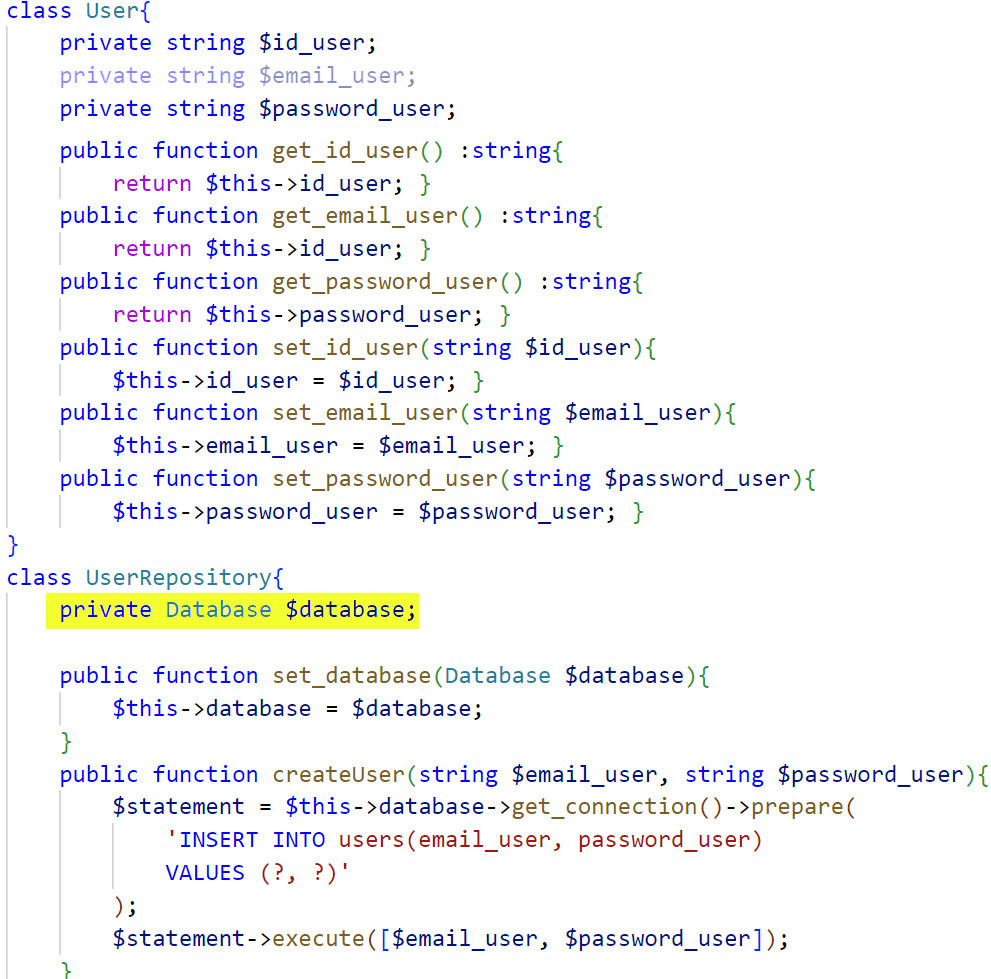 class User{
    private string $id_user;
    private string $email_user;
    private string $password_user;
    public function get_id_user() :string{
        return $this->id_user; }
    public function get_email_user() :string{
        return $this->id_user; }
    public function get_password_user() :string{
        return $this->password_user; }
    public function set_id_user(string $id_user){
        $this->id_user = $id_user; }
    public function set_email_user(string $email_user){
        $this->email_user = $email_user; }
    public function set_password_user(string $password_user){
        $this->password_user = $password_user; }
}
class UserRepository{
    private Database $database;
    public function set_database(Database $database){
        $this->database = $database;
    }
    public function createUser(string $email_user, string $password_user){
        $statement = $this->database->get_connection()->prepare(
            'INSERT INTO users(email_user, password_user)
            VALUES (?, ?)'
        );
        $statement->execute([$email_user, $password_user]);
    }